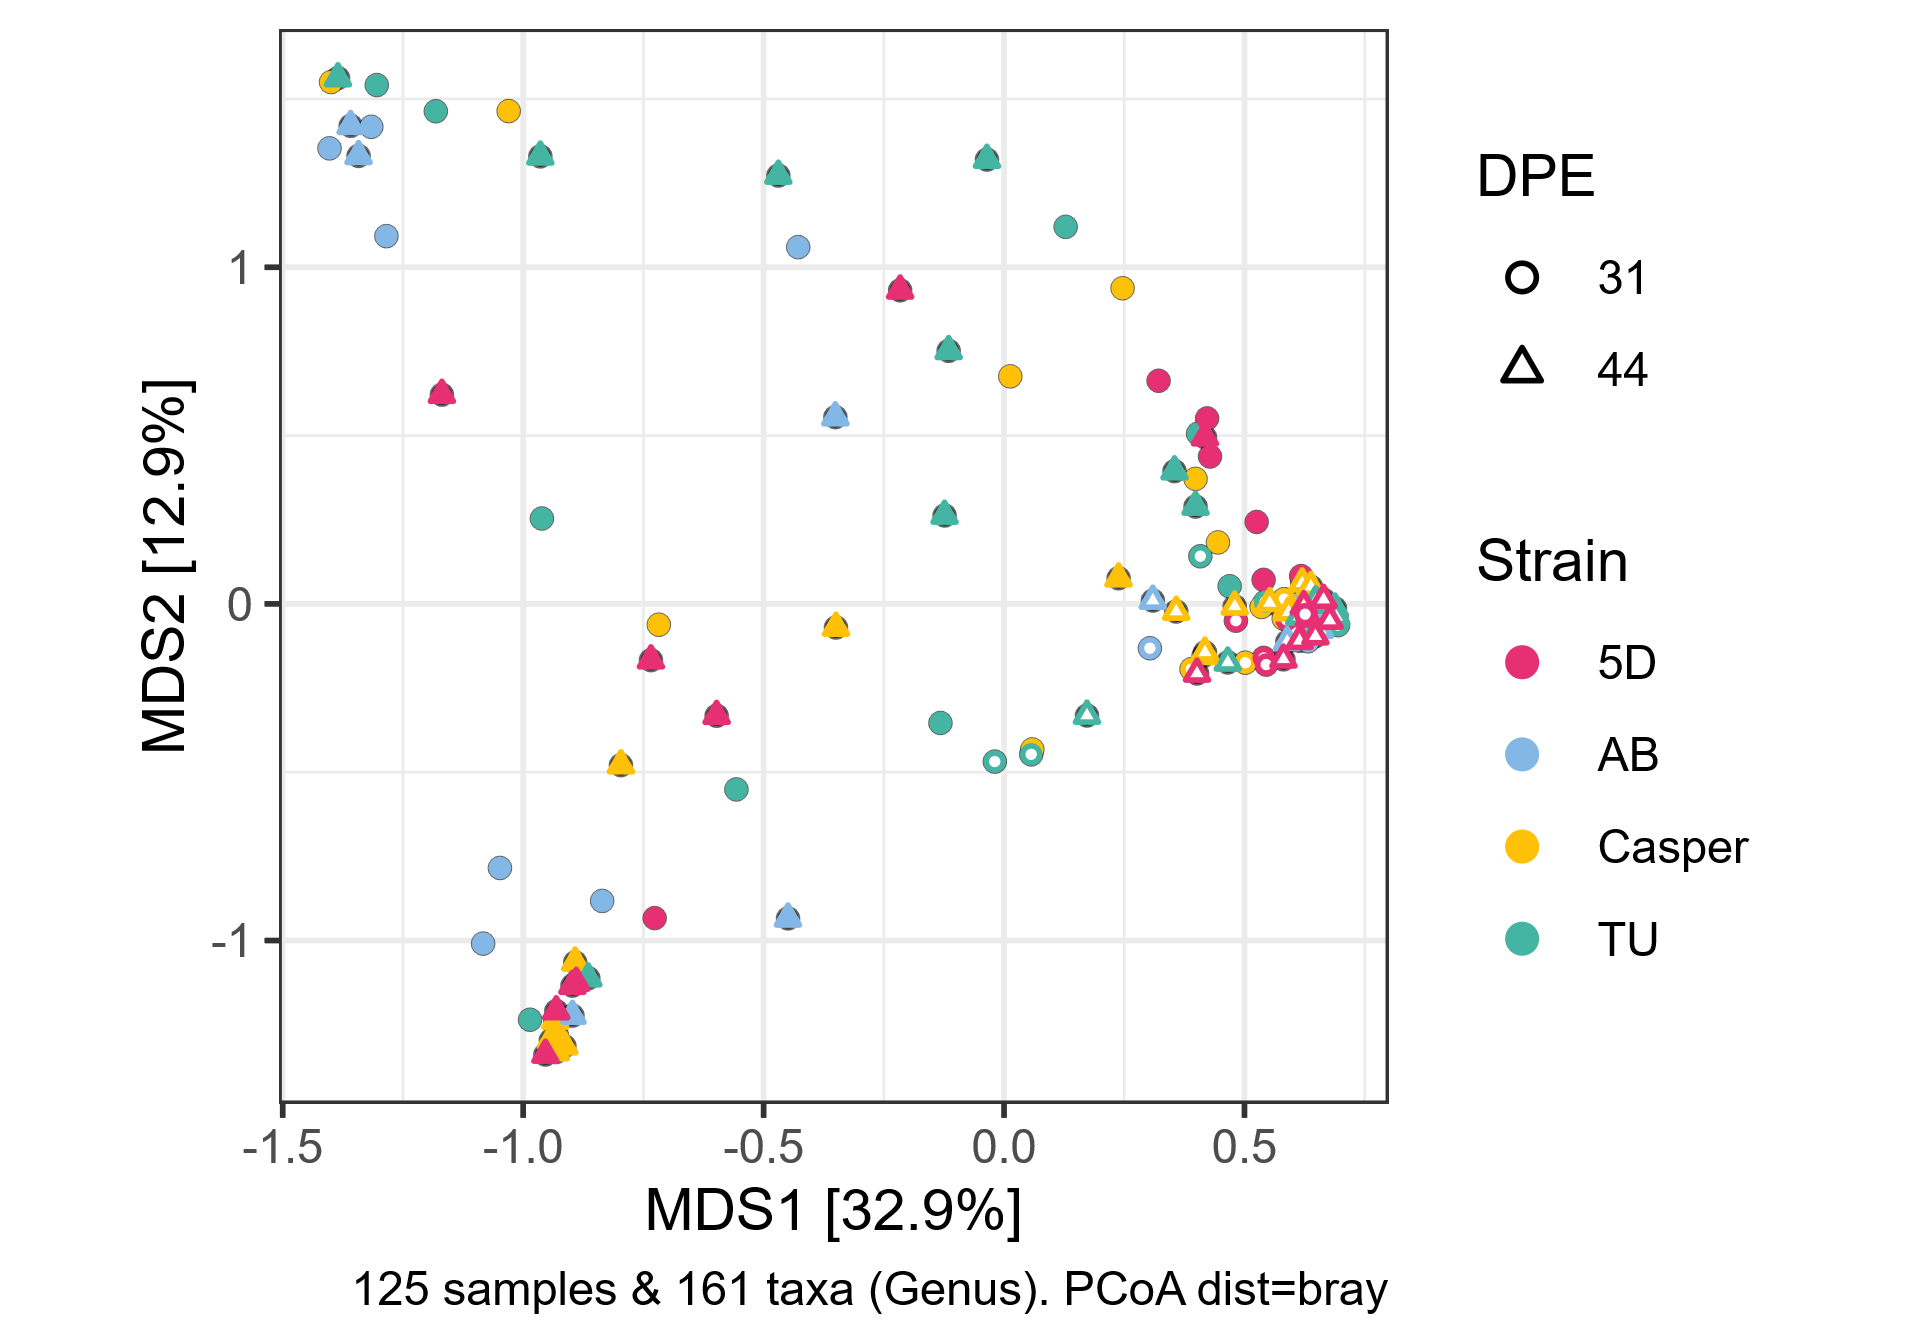 1
0
-1
MDS2 [12.9%]
-1.5 -1.0 -0.5 0.0 0.5
MDS1 [32.9%]
125 samples & 161 taxa (Genus). PCoA dist=bray
DPE
31
44
Strain
5D
AB
Casper
TU